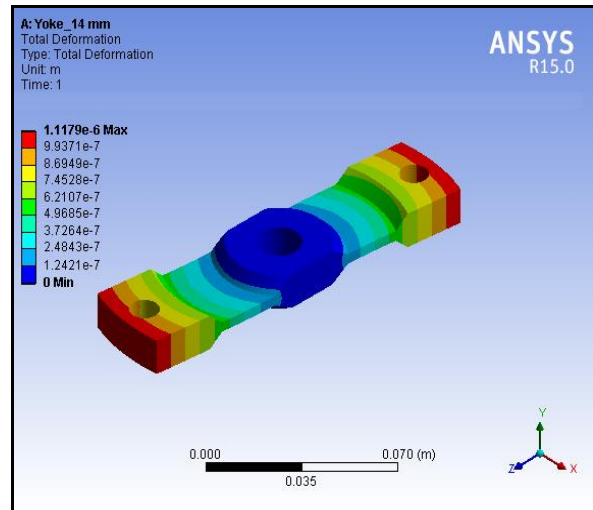 A: Yoke_14 mm
Total Deformation
Type: Total Deformation
Unit: m
Time: 1
ANSYS
R15.0
1.1179e-6 Max
9.9371e-7
8.6949e-7
7.4528e-7
6.2107e-7
4.9685e-7
3.7264e-7
2.4843e-7
1.2421e-7
0 Min
0.000
0.070 (m)
0.035
Y
Z
X